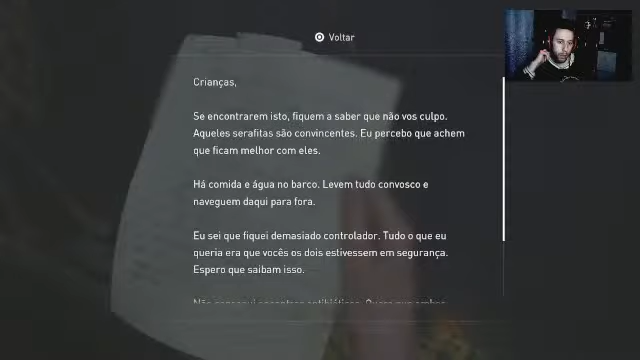 Voltar
Crianças,
Se encontrarem isto, fiquem a saber que não vos culpo.
Aqueles serafitas são convincentes. Eu percebo que achem
que ficam melhor com eles.
Há comida e água no barco. Levem tudo convosco e
naveguem daqui para fora.
Eu sei que fiquei demasiado controlador. Tudo o que eu
queria era que vocês os dois estivessem em segurança.
Espero que saibam isso.